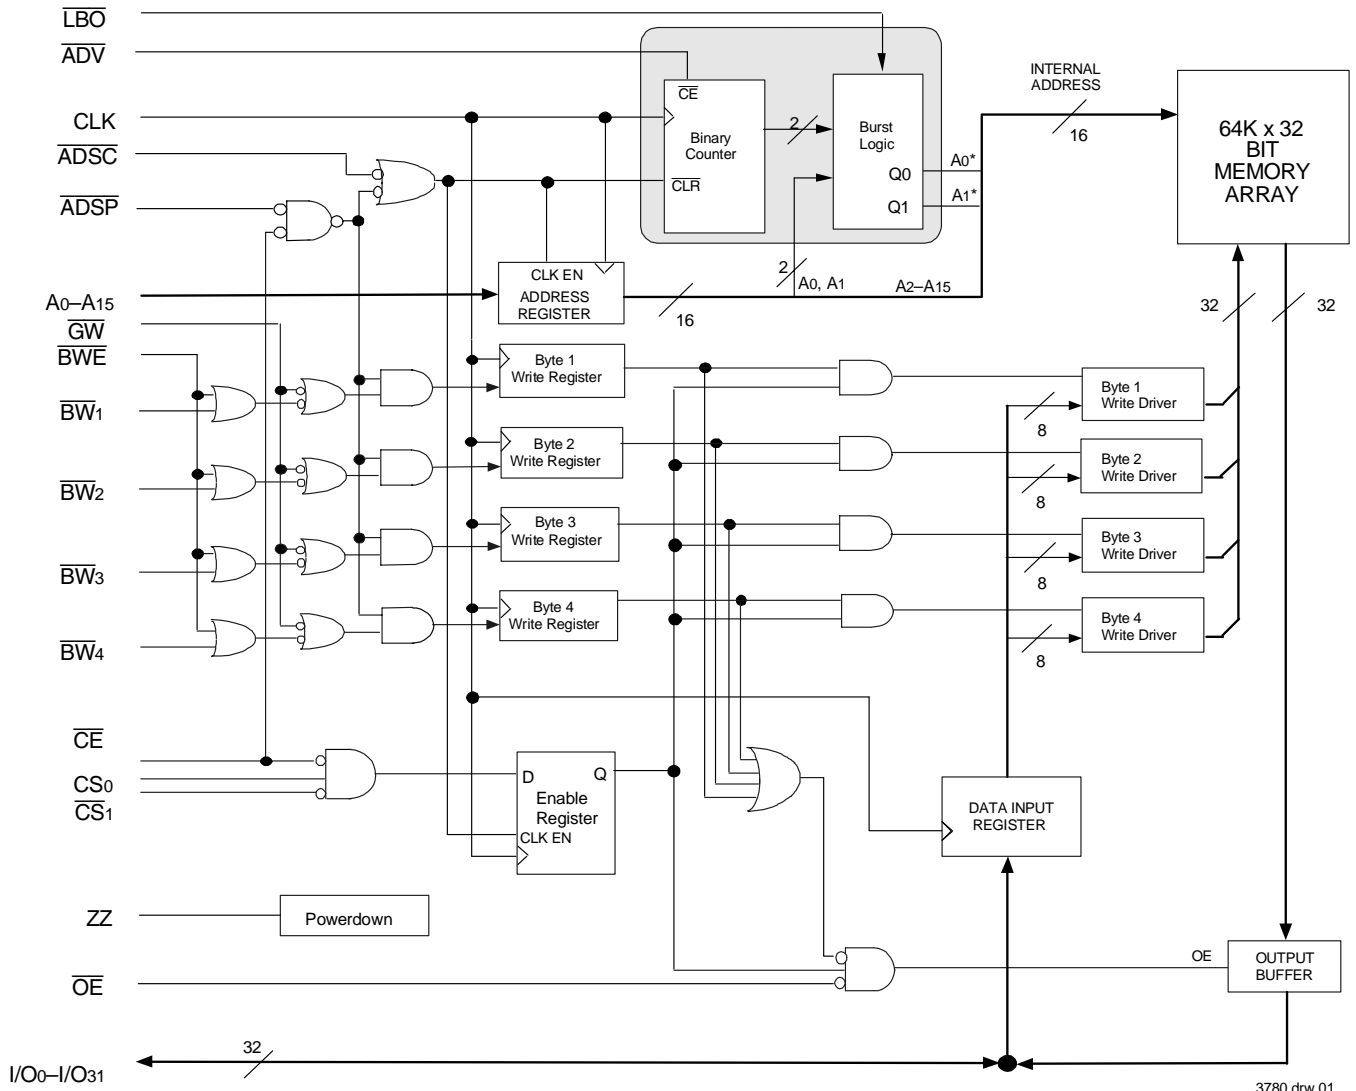 LBO
ADV
CLK
ADSC
ADSP
CE
Binary
Counter
CLR
2
Burst
Logic
Q0
Q1
A0*
A1*
INTERNAL
ADDRESS
16
64K x 32
BIT
MEMORY
ARRAY
2
A0, A1
A2–A15
A0–A15
CLK EN
ADDRESS
REGISTER
16
32
32
GW
BWE
BW1
Byte 1
Write Register
Byte 1
Write Driver
8
BW2
Byte 2
Write Register
Byte 2
Write Driver
8
BW3
Byte 3
Write Register
Byte 3
Write Driver
8
BW4
Byte 4
Write Register
Byte 4
Write Driver
8
CE
CS0
CS1
D
Q
Enable
Register
CLK EN
DATA INPUT
REGISTER
ZZ
Powerdown
OE
OE
OUTPUT
BUFFER
32
I/O0–I/O31
3780 drw 01